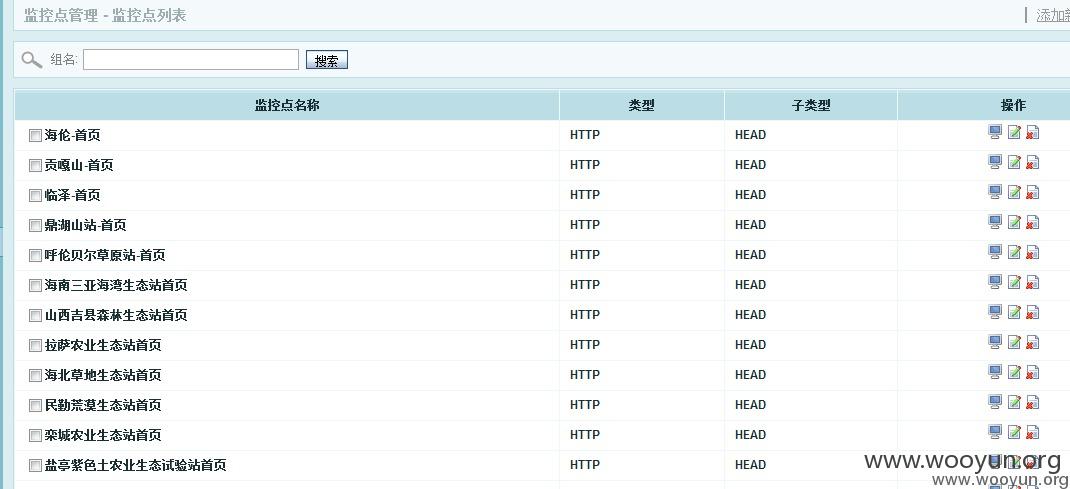 监控点管理 - 监控点列表 | 添加新
组名: 搜索
监控点名称 类型 子类型 操作
海伦-首页 HTTP HEAD
贡嘎山-首页 HTTP HEAD
临泽-首页 HTTP HEAD
鼎湖山站-首页 HTTP HEAD
呼伦贝尔草原站-首页 HTTP HEAD
海南三亚海湾生态站首页 HTTP HEAD
山西吉县森林生态站首页 HTTP HEAD
拉萨农业生态站首页 HTTP HEAD
海北草地生态站首页 HTTP HEAD
民勤荒漠生态站首页 HTTP HEAD
栾城农业生态站首页 HTTP HEAD
盐亭紫色土农业生态试验站首页 HTTP HEAD
www.wooyun.org
www.wooyun.org